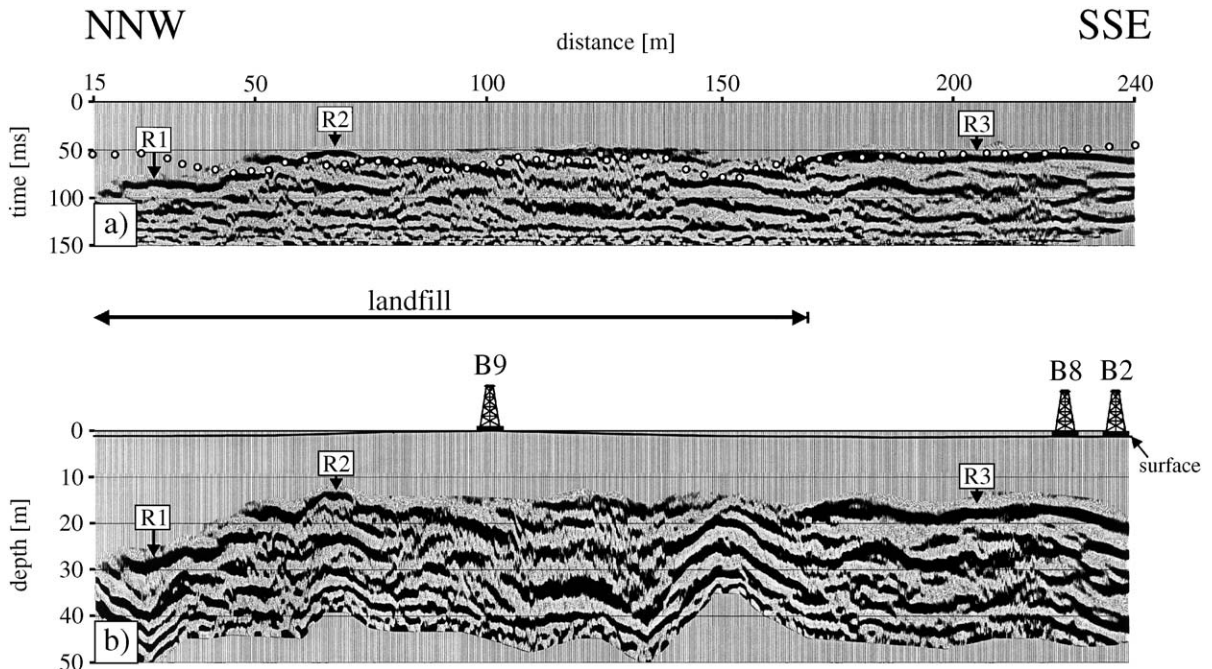 NNW SSE
distance [m]
15 50 100 150 200 240
0
R1 R2 R3
50
100
150
time [ms]
a)
landfill
B9 B8 B2
0
surface
10
R2 R3
20
R1
30
40
50
depth [m]
b)